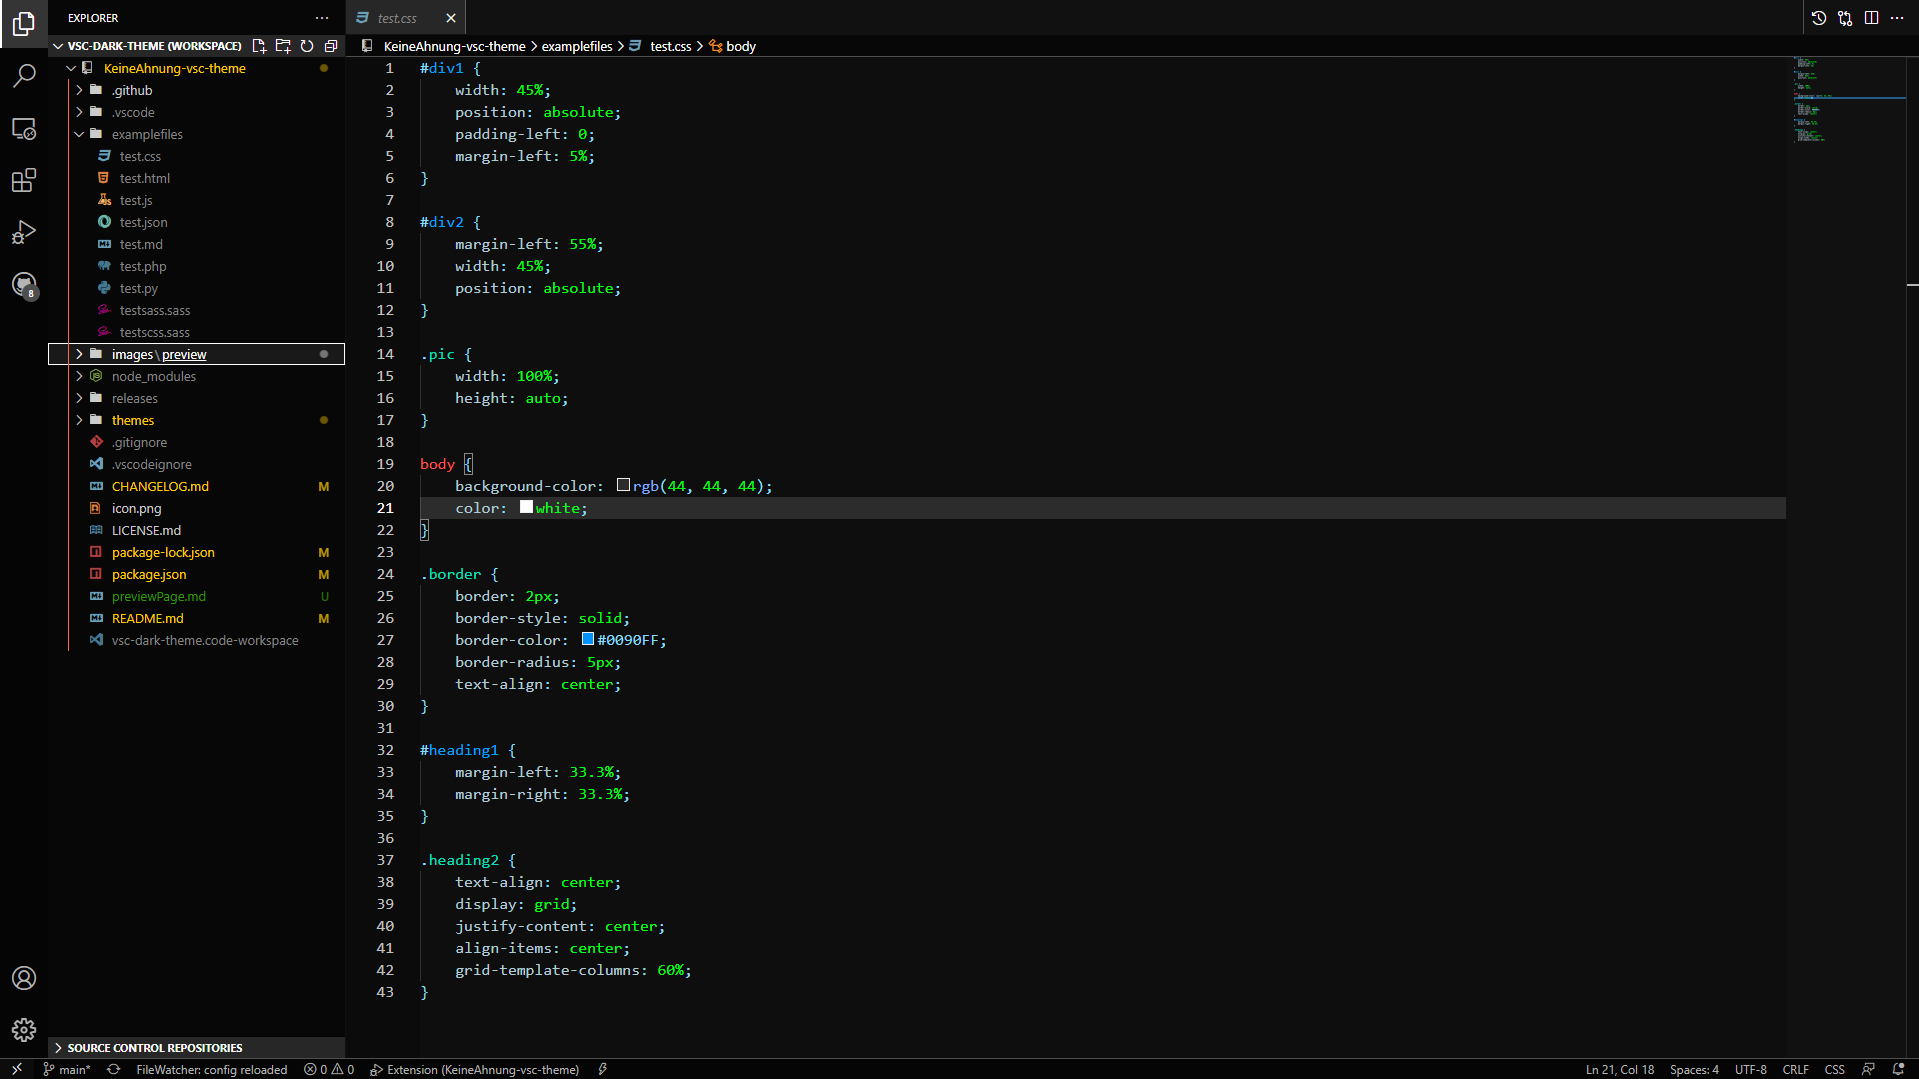 EXPLORER
test.css
VSC-DARK-THEME (WORKSPACE)
KeineAhnung-vsc-theme > examplefiles > test.css > body
KeineAhnung-vsc-theme
.github
.vscode
examplefiles
test.css
test.html
test.js
test.json
test.md
test.php
test.py
testsass.sass
testscss.sass
images\preview
node_modules
releases
themes
.gitignore
.vscodeignore
CHANGELOG.md M
icon.png
LICENSE.md
package-lock.json M
package.json M
previewPage.md U
README.md M
vsc-dark-theme.code-workspace
8
SOURCE CONTROL REPOSITORIES
1 #div1 {
2     width: 45%;
3     position: absolute;
4     padding-left: 0;
5     margin-left: 5%;
6 }
7
8 #div2 {
9     margin-left: 55%;
10     width: 45%;
11     position: absolute;
12 }
13
14 .pic {
15     width: 100%;
16     height: auto;
17 }
18
19 body {
20     background-color: rgb(44, 44, 44);
21     color: white;
22 }
23
24 .border {
25     border: 2px;
26     border-style: solid;
27     border-color: #0090FF;
28     border-radius: 5px;
29     text-align: center;
30 }
31
32 #heading1 {
33     margin-left: 33.3%;
34     margin-right: 33.3%;
35 }
36
37 .heading2 {
38     text-align: center;
39     display: grid;
40     justify-content: center;
41     align-items: center;
42     grid-template-columns: 60%;
43 }
main* FileWatcher: config reloaded 0 0 Extension (KeineAhnung-vsc-theme) Ln 21, Col 18 Spaces: 4 UTF-8 CRLF CSS